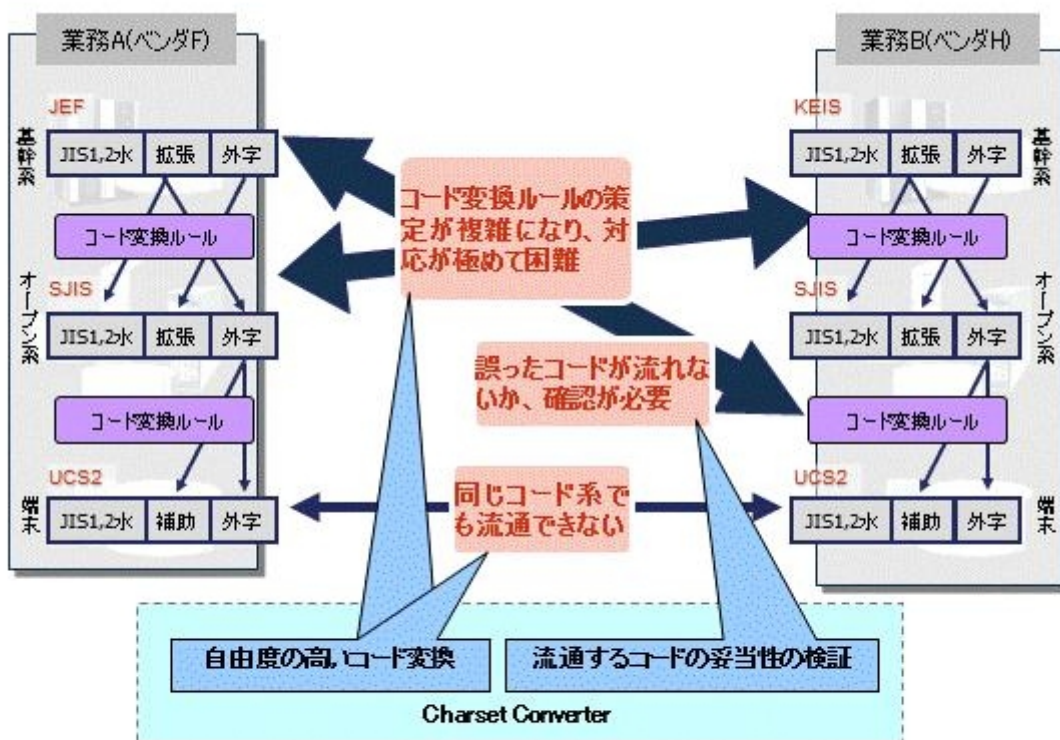 業務A(ベンダF)
業務B(ベンダH)
JEF
基幹系
JIS1,2水 拡張 外字
コード変換ルール
オープン系
SJIS
JIS1,2水 拡張 外字
コード変換ルール
UCS2
端末
JIS1,2水 補助 外字
コード変換ルールの策
定が複雑になり、対
応が極めて困難
誤ったコードが流れな
いか、確認が必要
同じコード系で
も流通できない
KEIS
JIS1,2水 拡張 外字
基幹系
コード変換ルール
SJIS
オープン系
JIS1,2水 拡張 外字
コード変換ルール
UCS2
JIS1,2水 補助 外字
端末
自由度の高いコード変換
流通するコードの妥当性の検証
Charset Converter